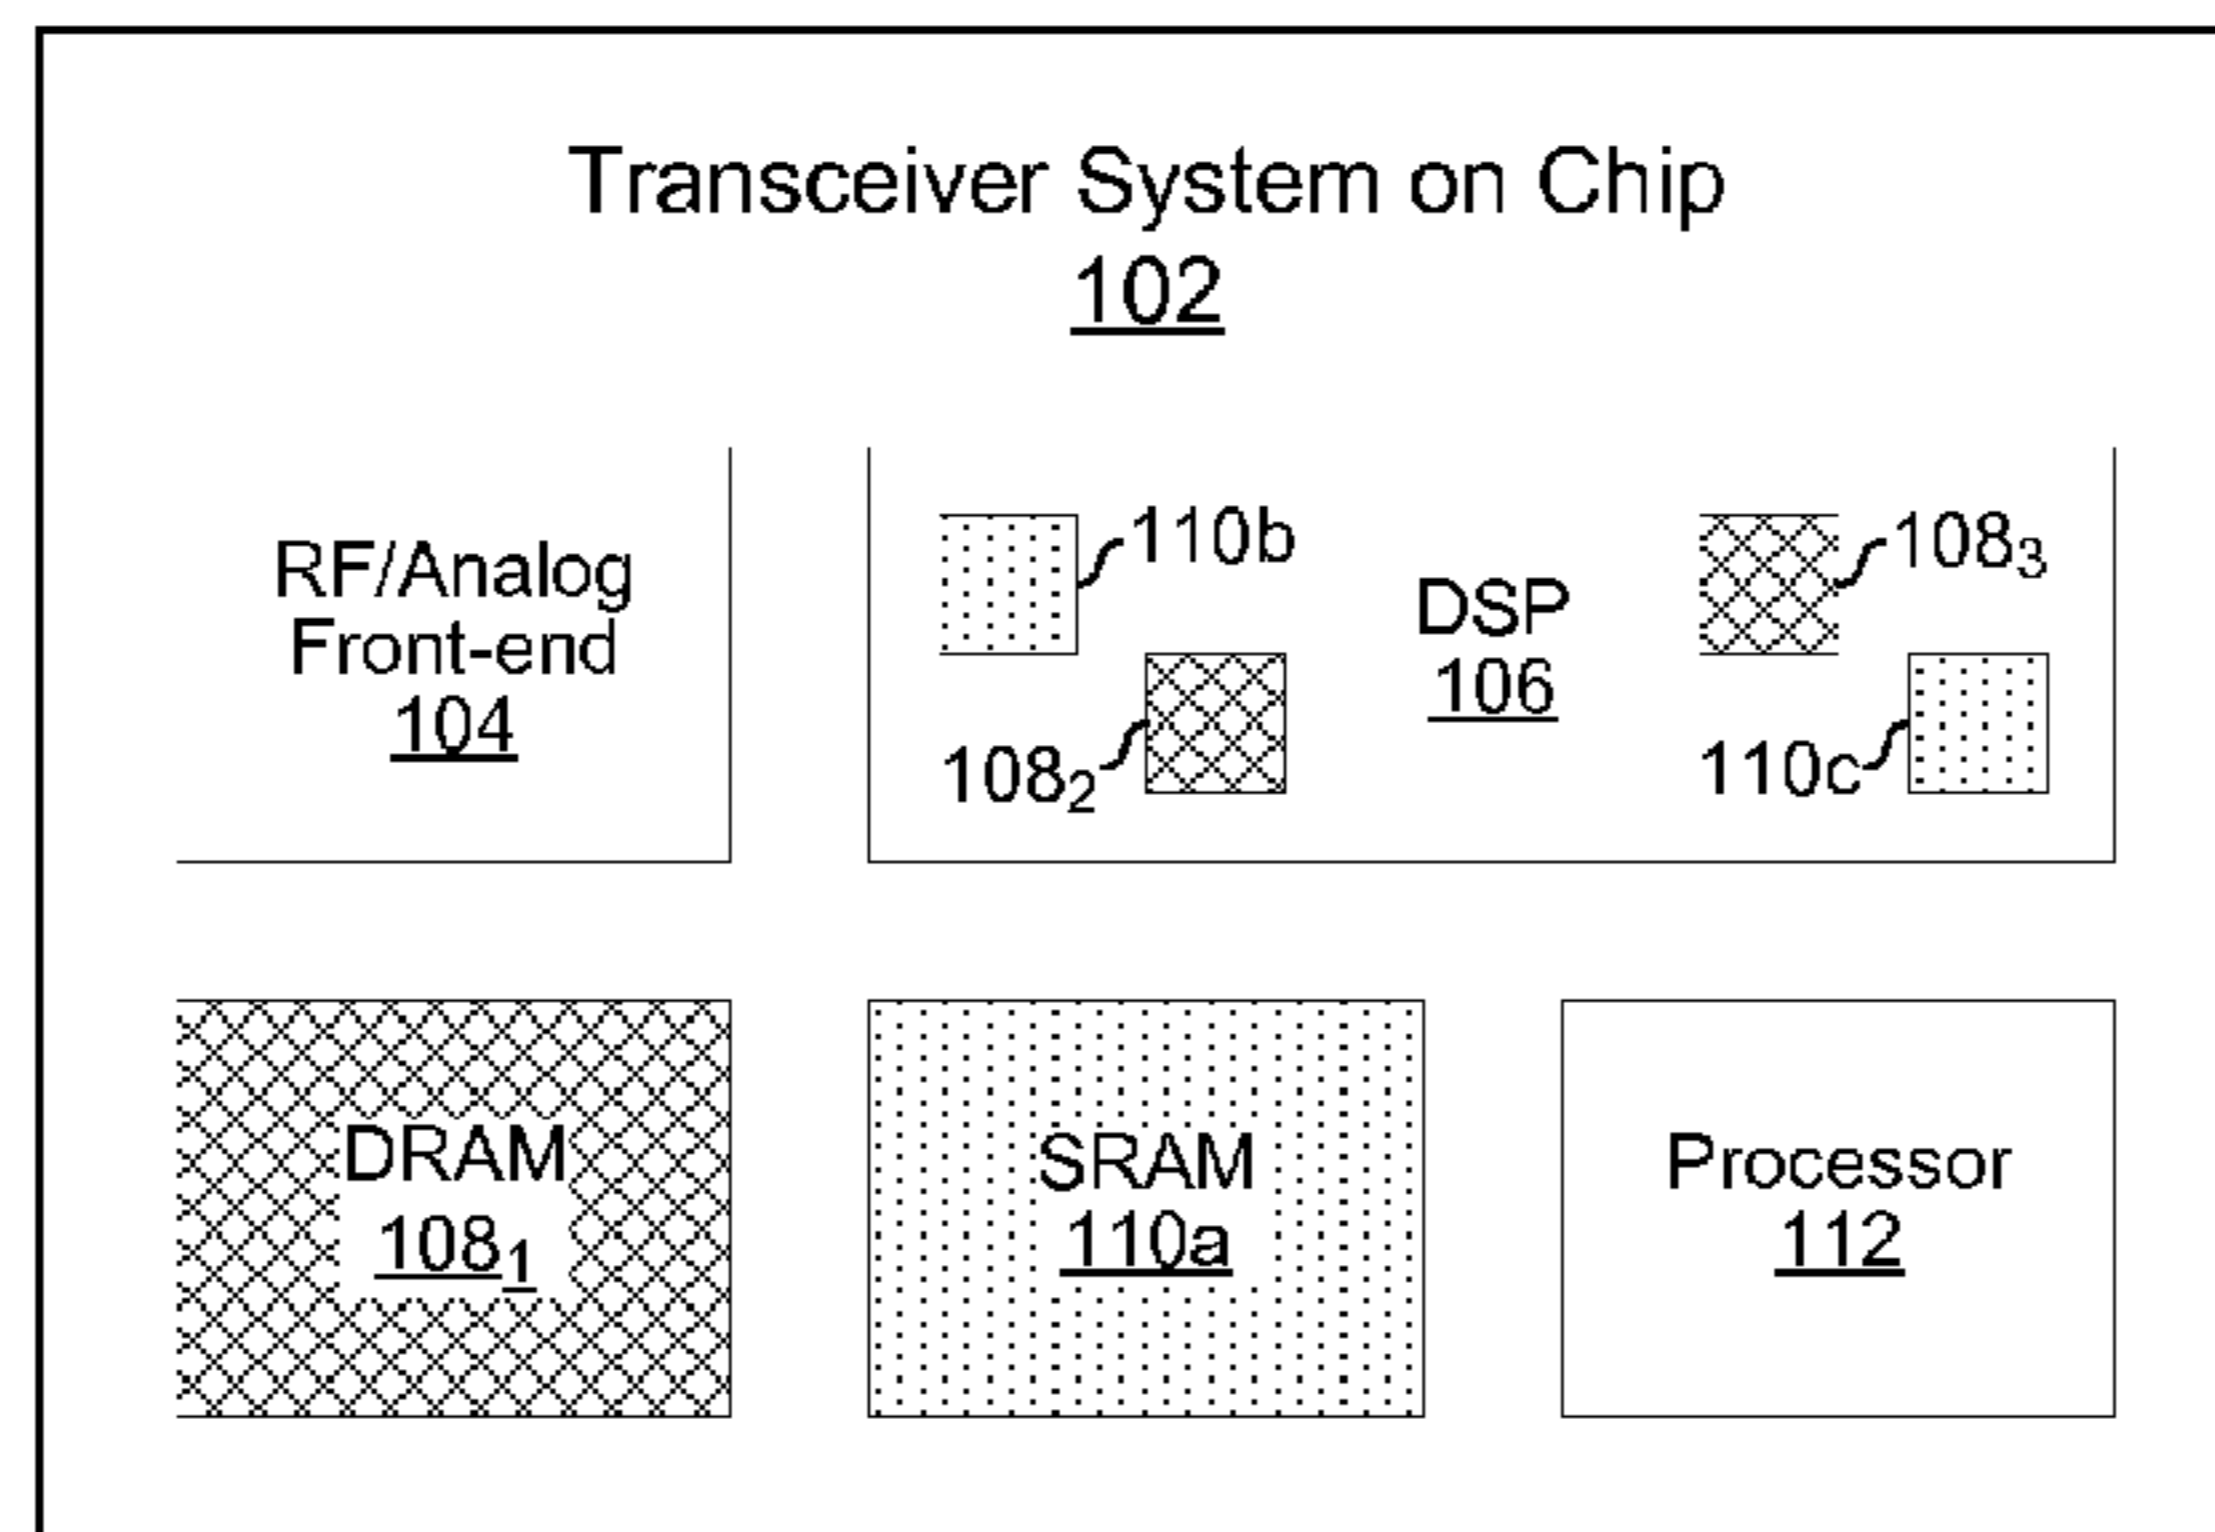 Transceiver System on Chip
102
RF/Analog
Front-end
104
110b
108₂
DSP
106
108₃
110c
DRAM
108₁
SRAM
110a
Processor
112